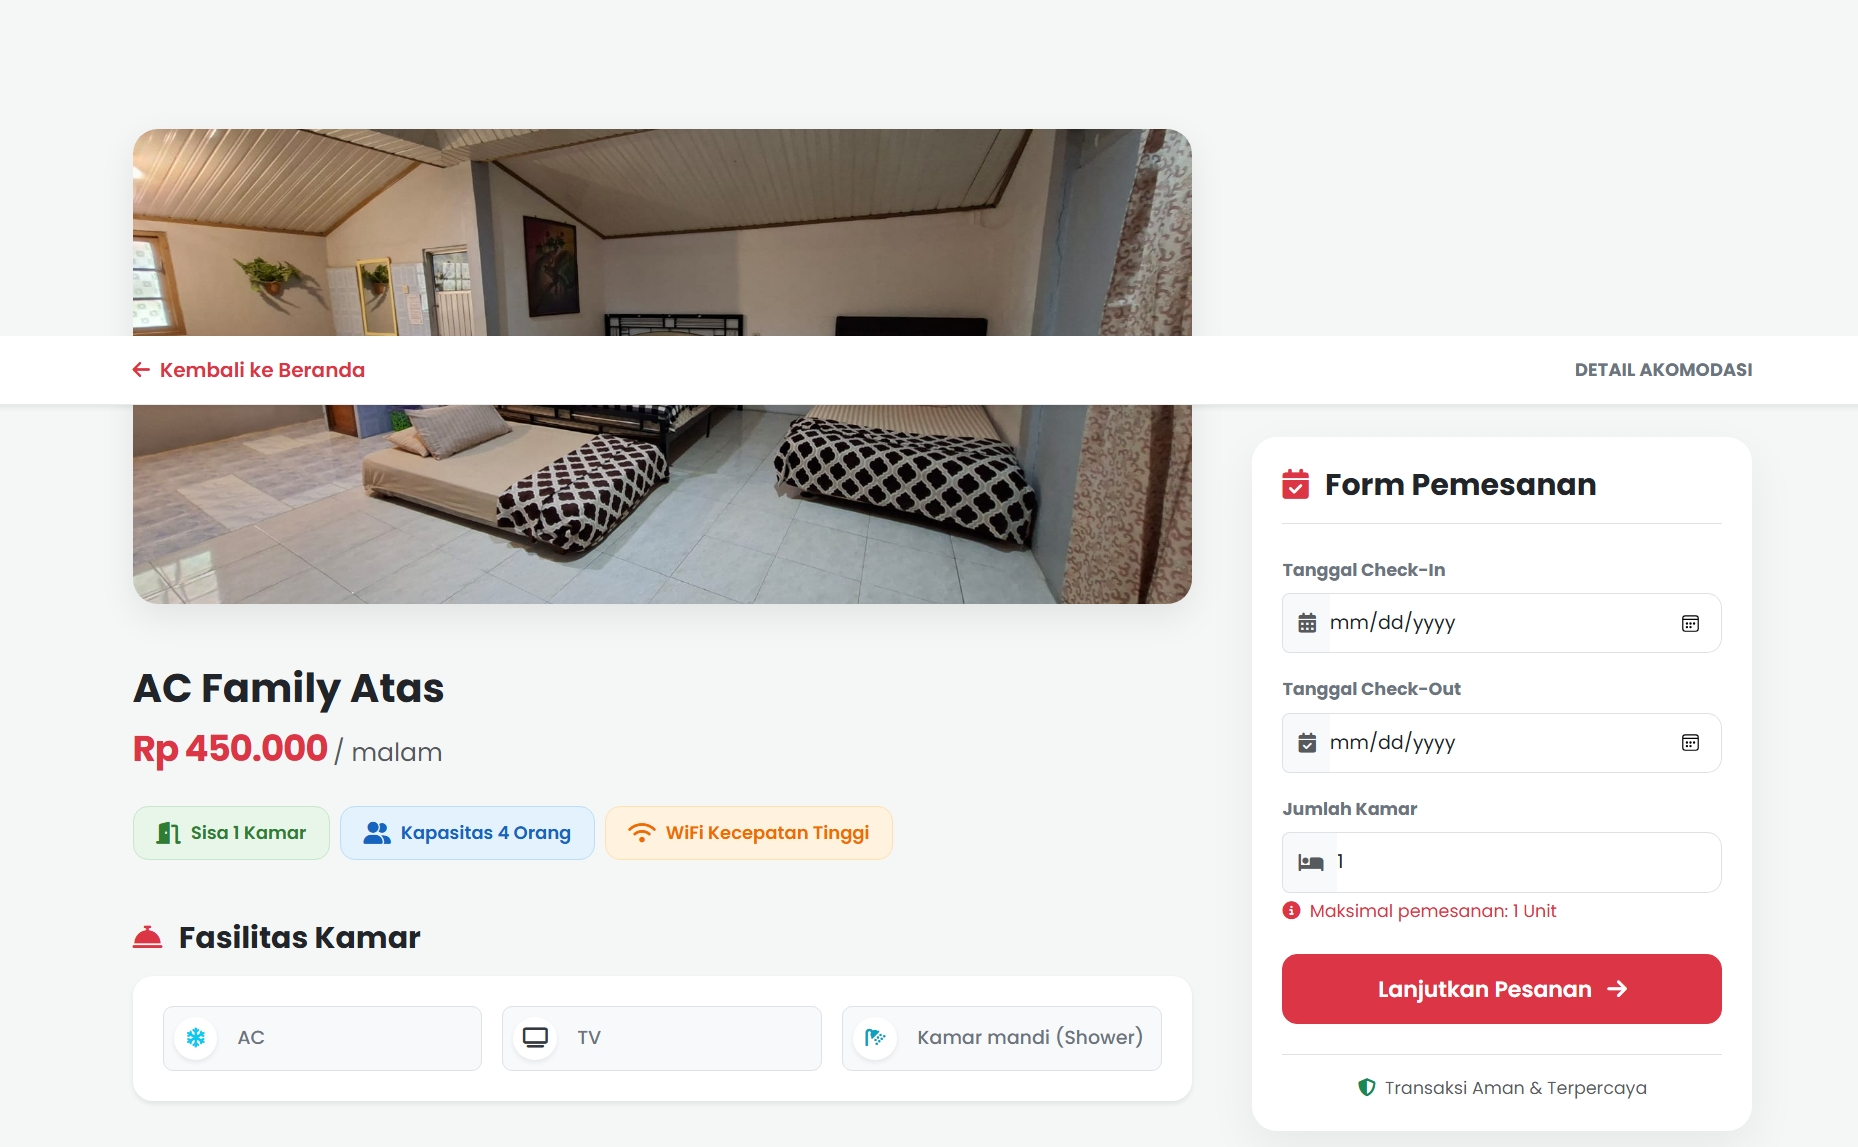 Kembali ke Beranda
DETAIL AKOMODASI
AC Family Atas
Rp 450.000 / malam
Sisa 1 Kamar
Kapasitas 4 Orang
WiFi Kecepatan Tinggi
Fasilitas Kamar
AC
TV
Kamar mandi (Shower)
Form Pemesanan
Tanggal Check-In
mm/dd/yyyy
Tanggal Check-Out
mm/dd/yyyy
Jumlah Kamar
1
Maksimal pemesanan: 1 Unit
Lanjutkan Pesanan
Transaksi Aman & Terpercaya